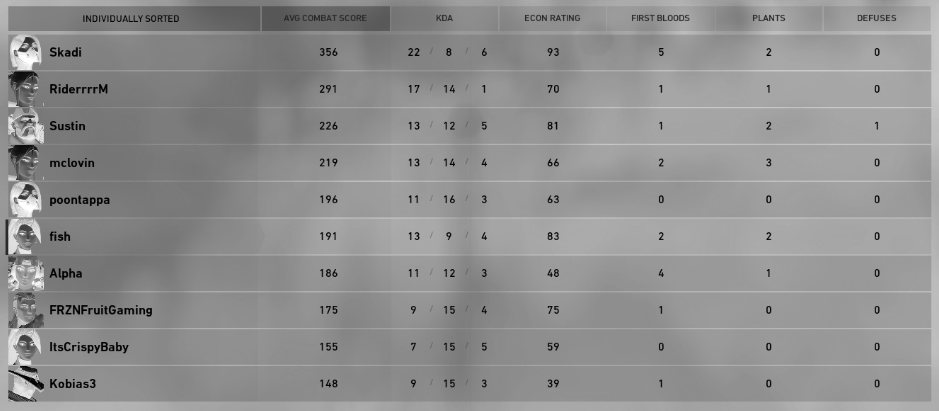 INDIVIDUALLY SORTED AVG COMBAT SCORE KDA ECON RATING FIRST BLOODS PLANTS DEFUSES
Skadi 356 22 / 8 / 6 93 5 2 0
RiderrrrM 291 17 / 14 / 1 70 1 1 0
Sustin 226 13 / 12 / 5 81 1 2 1
mclovin 219 13 / 14 / 4 66 2 3 0
poontappa 196 11 / 16 / 3 63 0 0 0
fish 191 13 / 9 / 4 83 2 2 0
Alpha 186 11 / 12 / 3 48 4 1 0
FRZNFruitGaming 175 9 / 15 / 4 75 1 0 0
ItsCrispyBaby 155 7 / 15 / 5 59 0 0 0
Kobias3 148 9 / 15 / 3 39 1 0 0